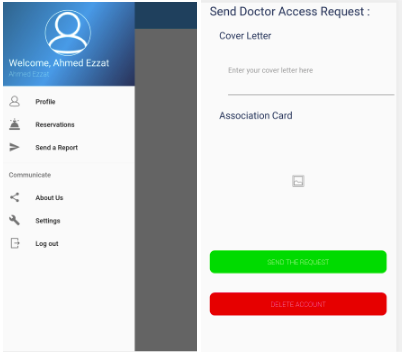 Welcome, Ahmed Ezzat
Ahmed Ezzat
Profile
Reservations
Send a Report
Communicate
About Us
Settings
Log out
Send Doctor Access Request :
Cover Letter
Enter your cover letter here
Association Card
SEND THE REQUEST
DELETE ACCOUNT